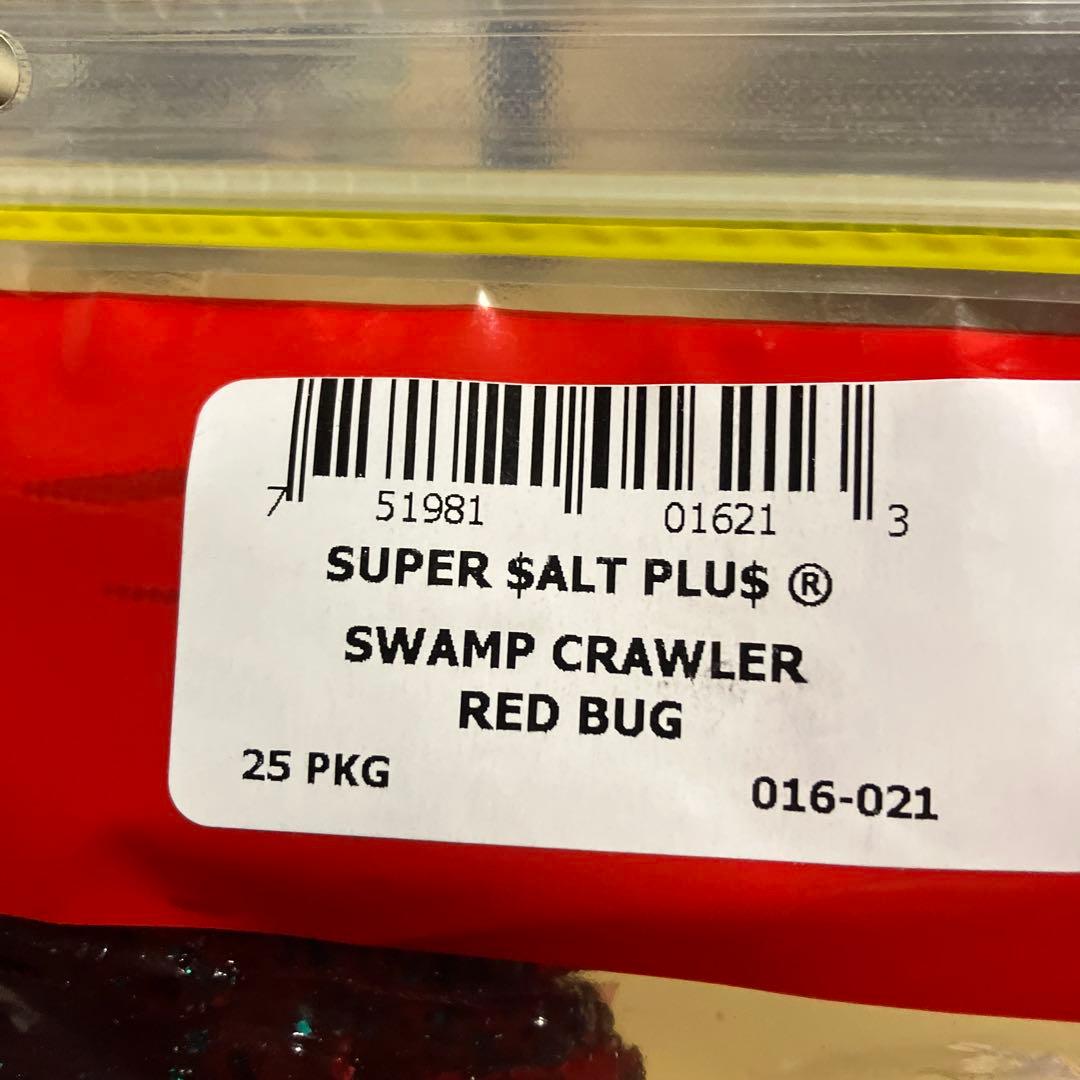 7 51981 01621 3
SUPER $ALT PLU$ ®
SWAMP CRAWLER
RED BUG
25 PKG 016-021